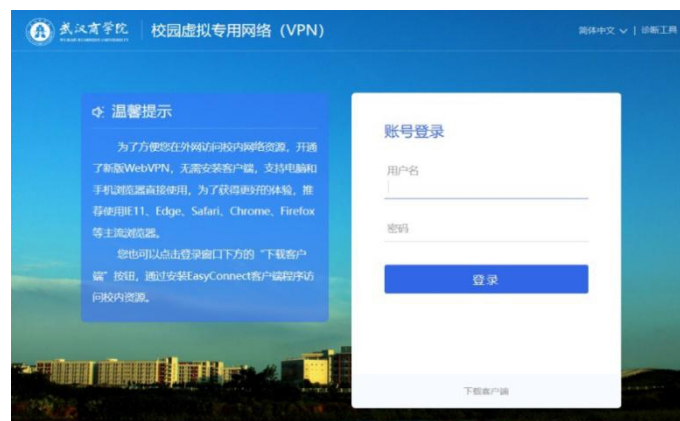 武汉商学院
校园虚拟专用网络（VPN）
简体中文 | 诊断工具
温馨提示
为了方便您在外网访问校内网络资源，开通
了新版WebVPN，无需安装客户端，支持电脑和
手机浏览器直接使用，为了获得更好的体验，推
荐使用IE11、Edge、Safari、Chrome、Firefox
等主流浏览器。
您也可以点击登录窗口下方的“下载客户
端”按钮，通过安装EasyConnect客户端程序访
问校内资源。
账号登录
用户名
密码
登录
下载客户端